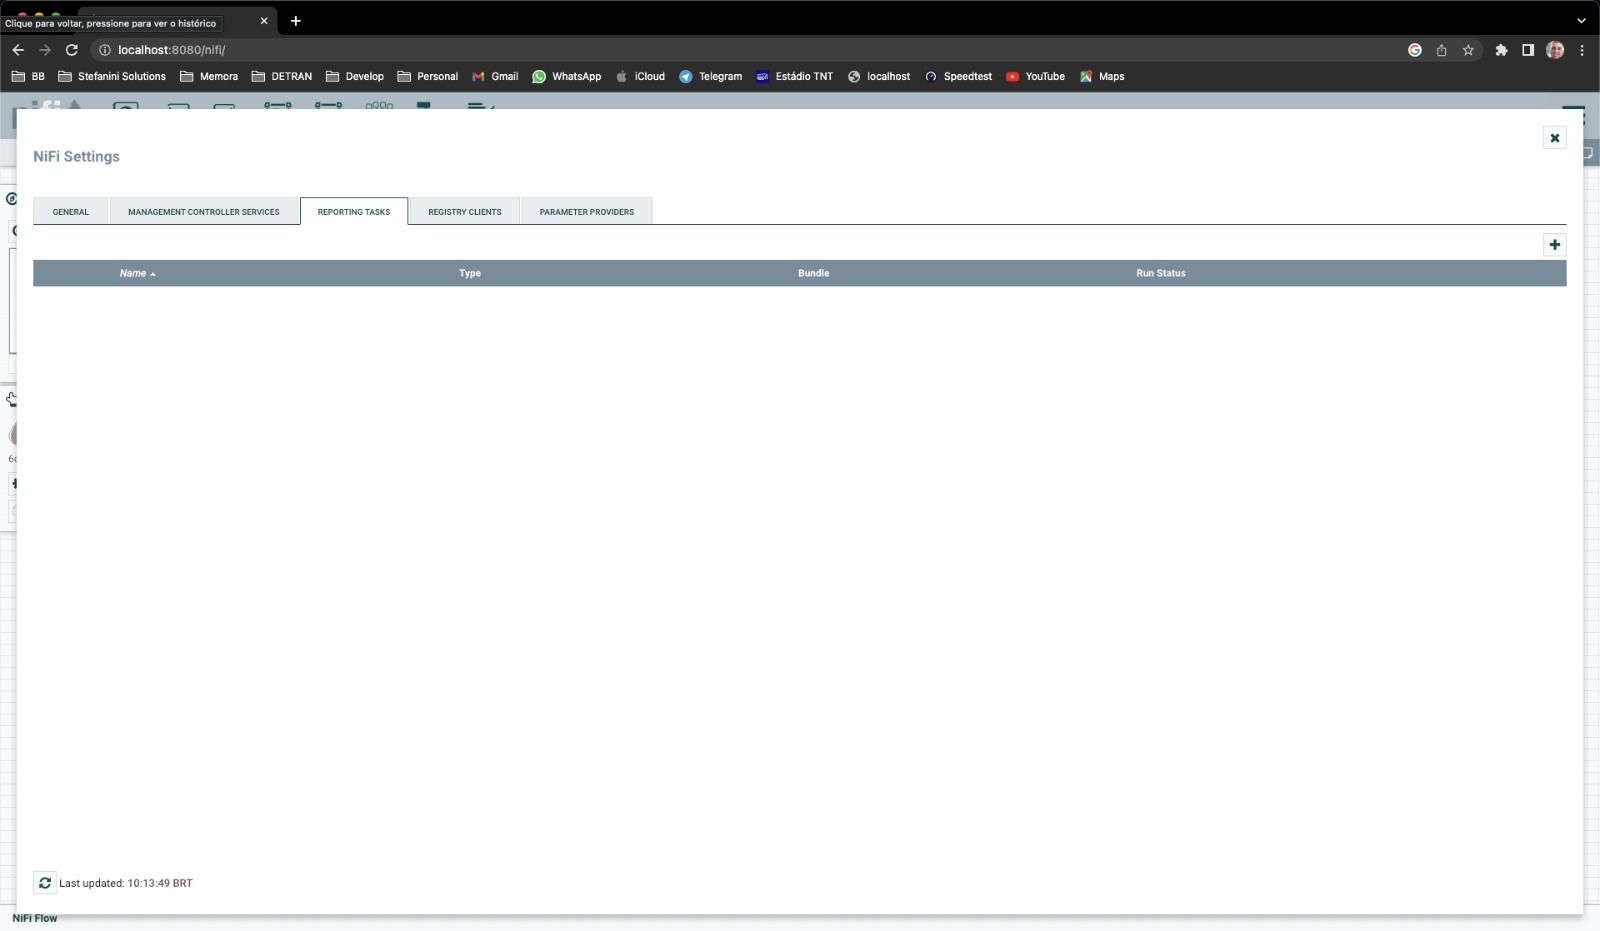 Clique para voltar, pressione para ver o histórico
localhost:8080/nifi/
BB Stefanini Solutions Memora DETRAN Develop Personal Gmail WhatsApp iCloud Telegram Estádio TNT localhost Speedtest YouTube Maps
NiFi Settings
GENERAL MANAGEMENT CONTROLLER SERVICES REPORTING TASKS REGISTRY CLIENTS PARAMETER PROVIDERS
Name Type Bundle Run Status
Last updated: 10:13:49 BRT
NiFi Flow